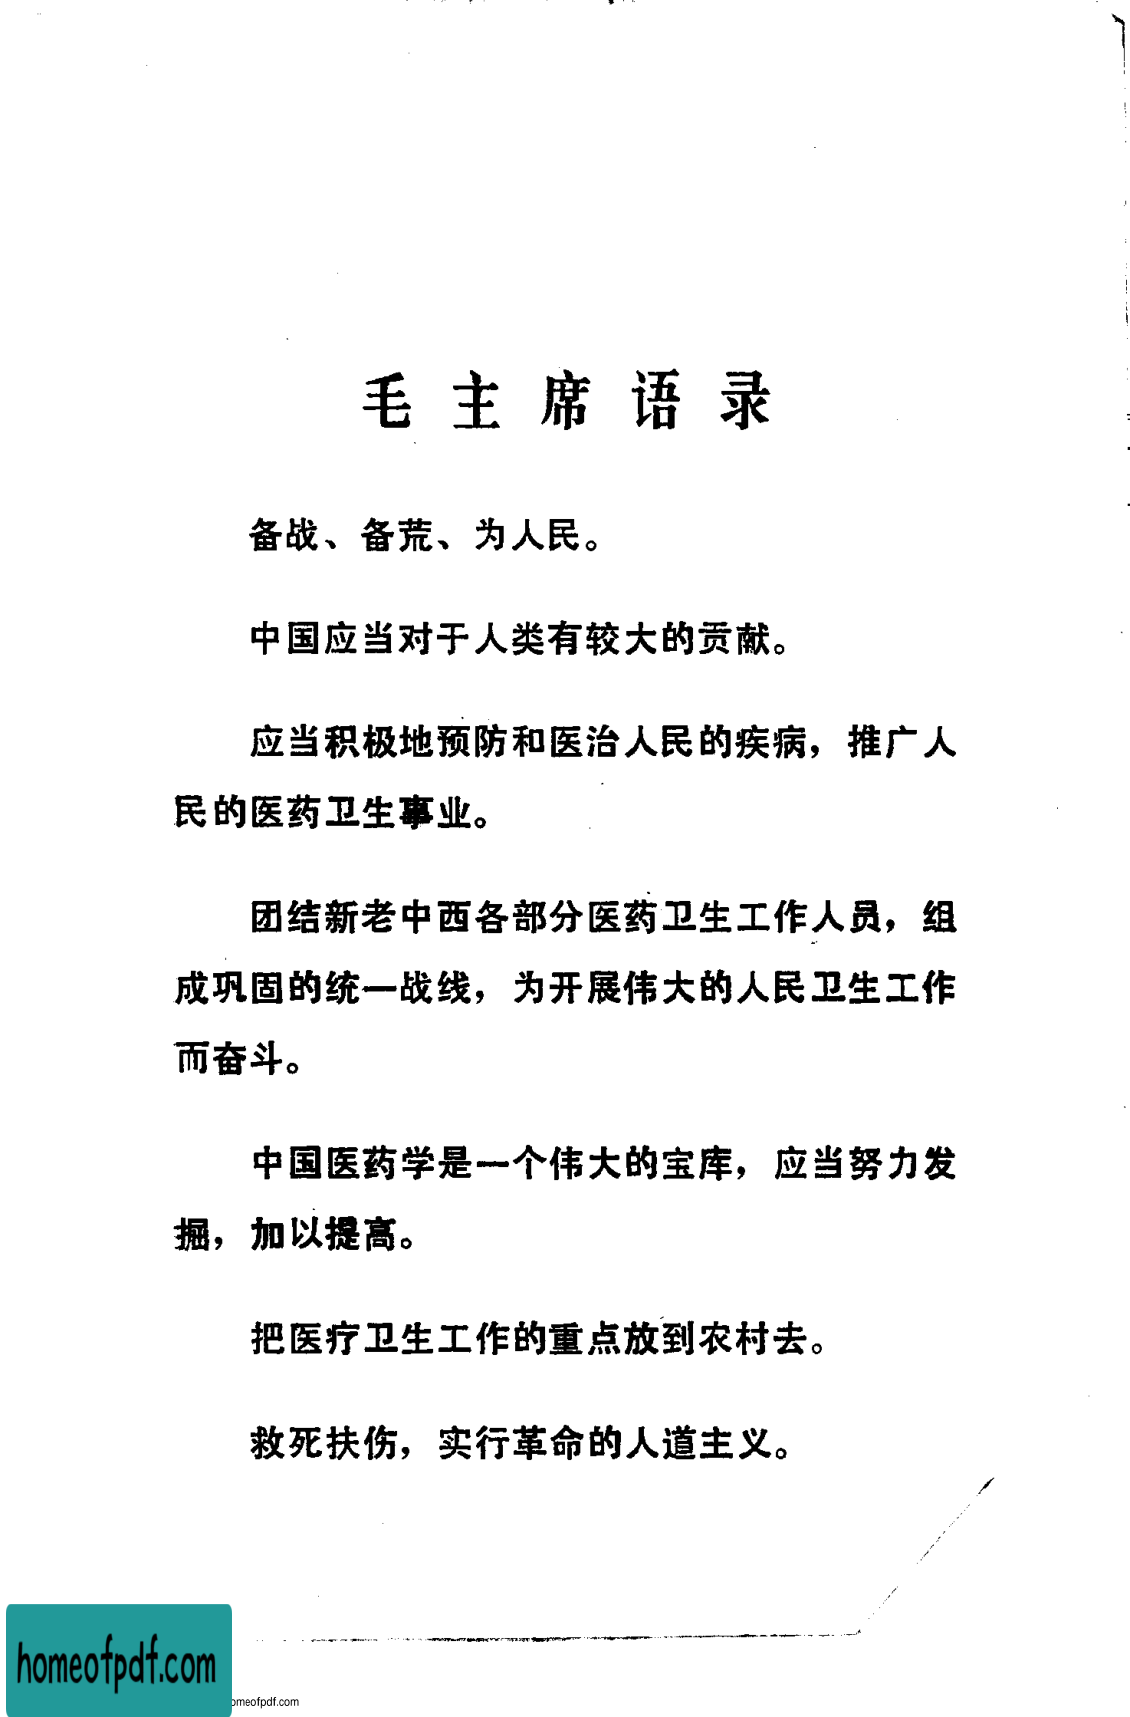 毛主席语录
备战、备荒、为人民。
中国应当对于人类有较大的贡献。
应当积极地预防和医治人民的疾病，推广人
民的医药卫生事业。
团结新老中西各部分医药卫生工作人员，组
成巩固的统一战线，为开展伟大的人民卫生工作
而奋斗。
中国医药学是一个伟大的宝库，应当努力发
掘，加以提高。
把医疗卫生工作的重点放到农村去。
救死扶伤，实行革命的人道主义。
homeofpdf.com
omeofpdf.com